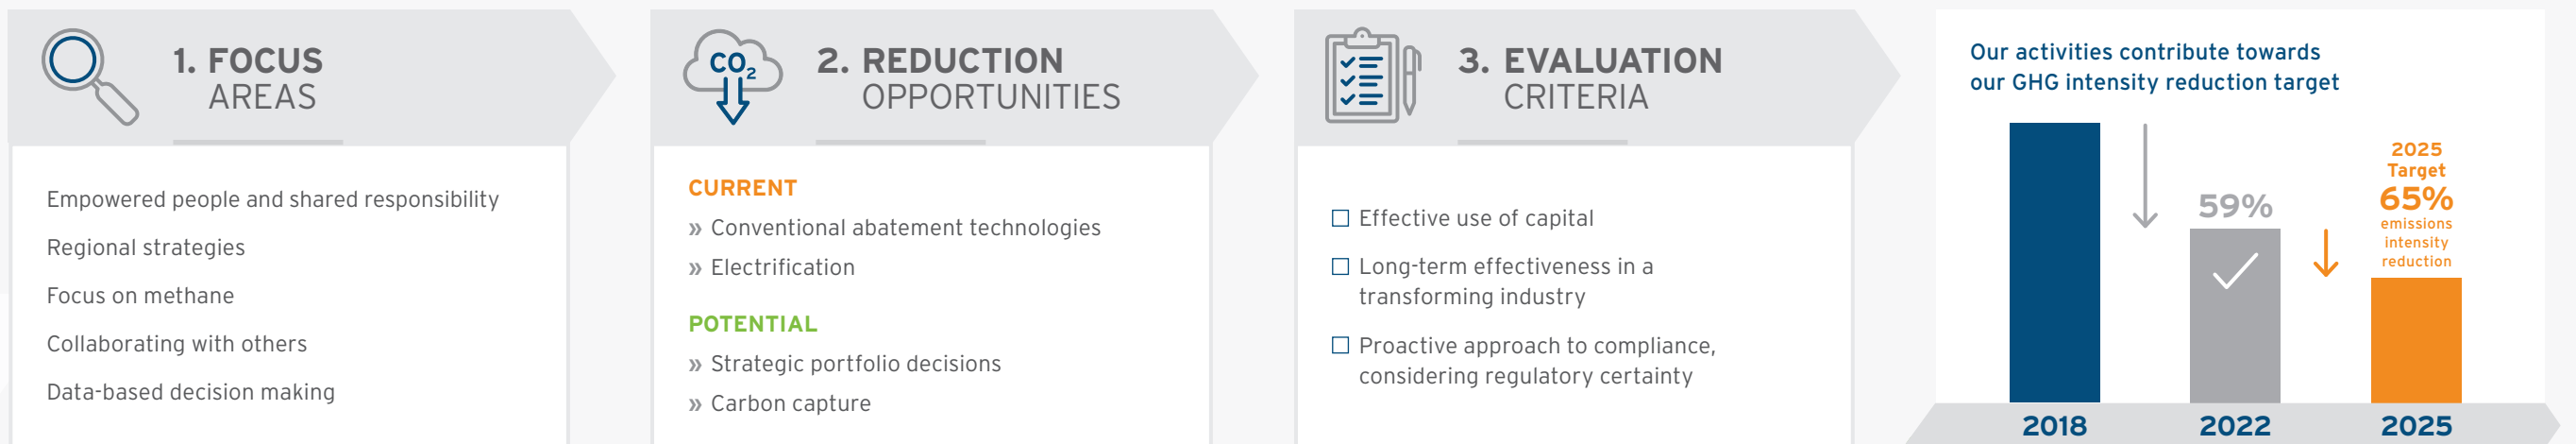 1. FOCUS
AREAS
Empowered people and shared responsibility
Regional strategies
Focus on methane
Collaborating with others
Data-based decision making
CO₂
2. REDUCTION
OPPORTUNITIES
CURRENT
» Conventional abatement technologies
» Electrification
POTENTIAL
» Strategic portfolio decisions
» Carbon capture
3. EVALUATION
CRITERIA
Effective use of capital
Long-term effectiveness in a
transforming industry
Proactive approach to compliance,
considering regulatory certainty
Our activities contribute towards
our GHG intensity reduction target
59%
2025
Target
65%
emissions
intensity
reduction
2018
2022
2025